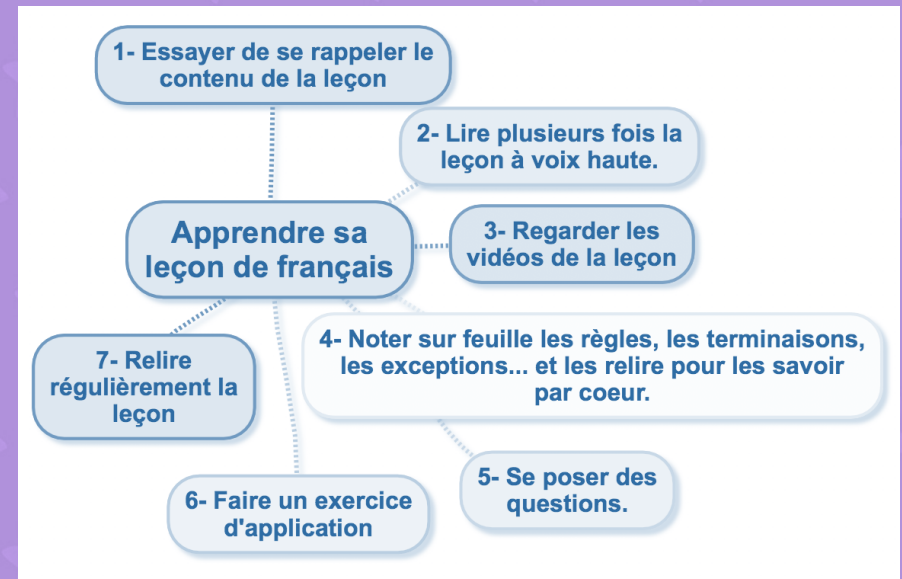 1- Essayer de se rappeler le
contenu de la leçon
2- Lire plusieurs fois la
leçon à voix haute.
Apprendre sa
leçon de français
3- Regarder les
vidéos de la leçon
4- Noter sur feuille les règles, les terminaisons,
les exceptions... et les relire pour les savoir
par coeur.
7- Relire
régulièrement la
leçon
5- Se poser des
questions.
6- Faire un exercice
d'application